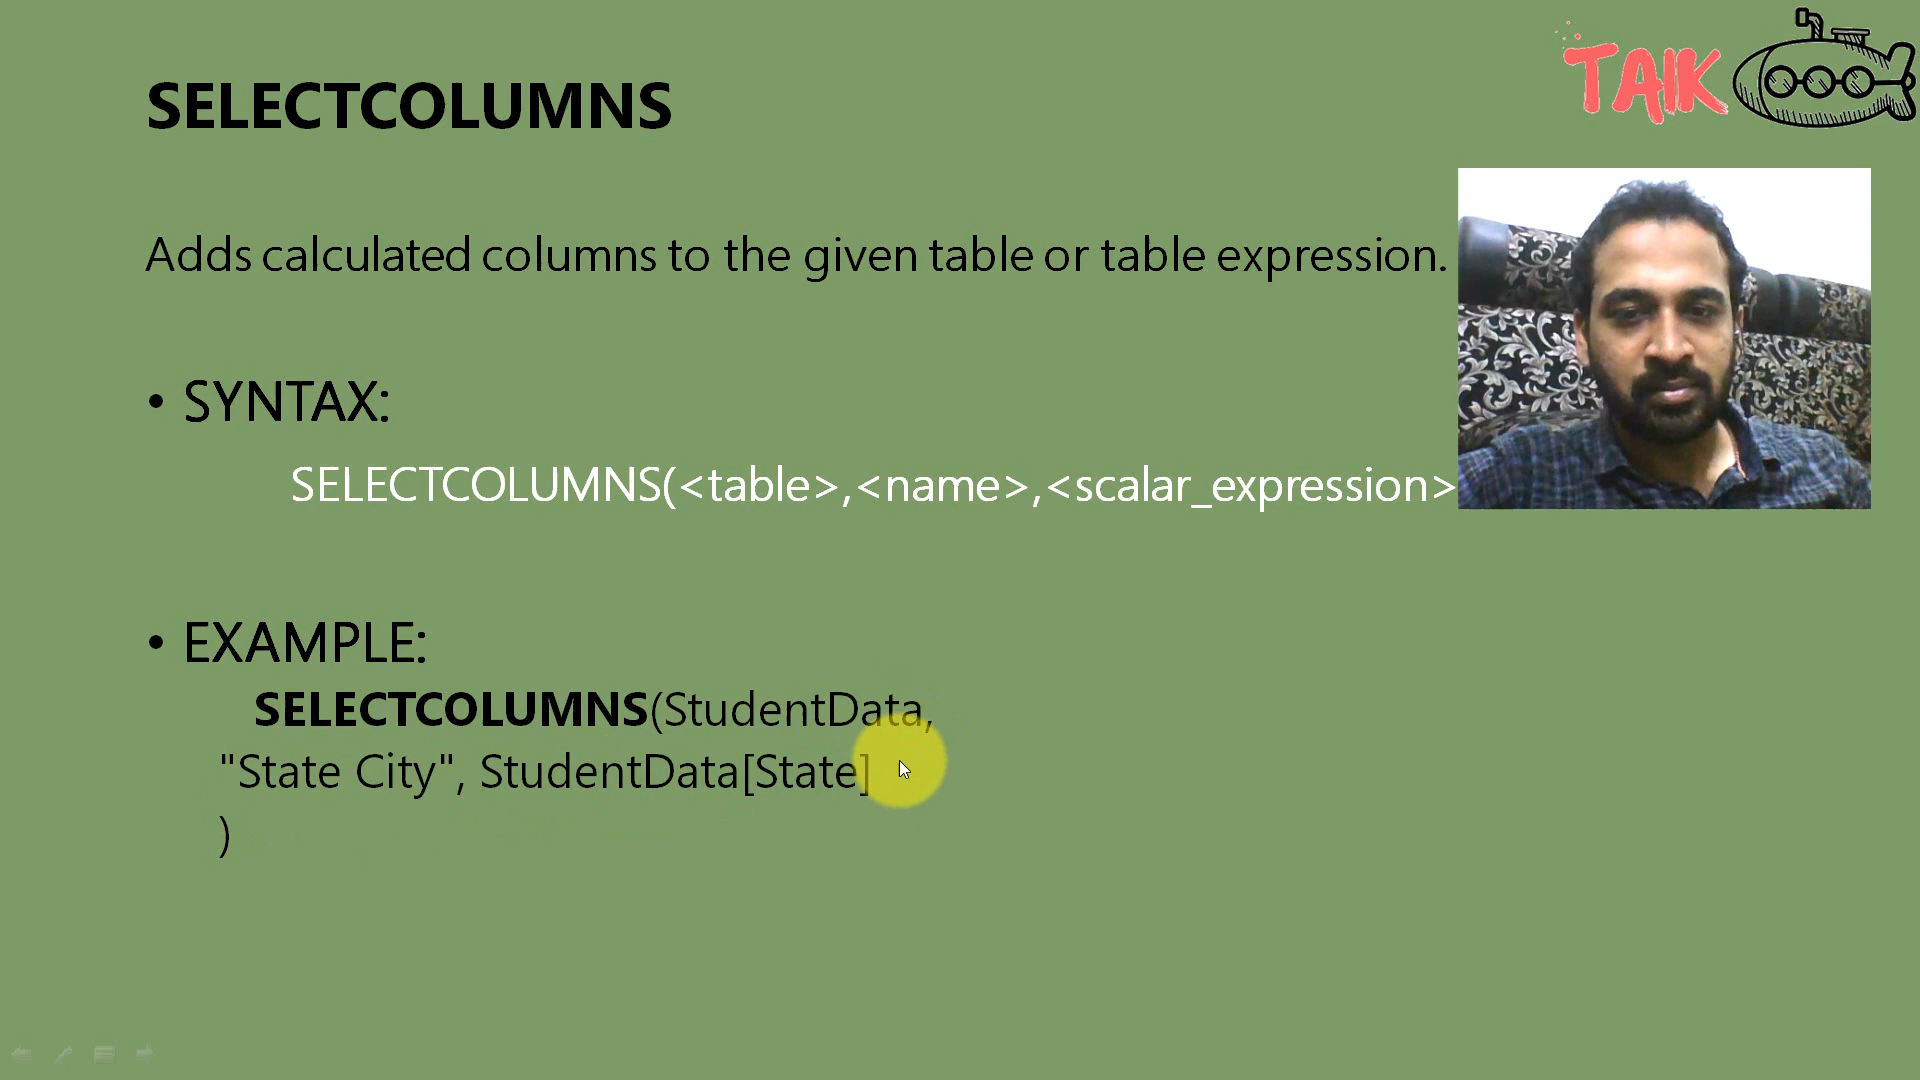 TAIK
SELECTCOLUMNS
Adds calculated columns to the given table or table expression.
• SYNTAX:
SELECTCOLUMNS(<table>,<name>,<scalar_expression>
• EXAMPLE:
SELECTCOLUMNS(StudentData,
"State City", StudentData[State]
)